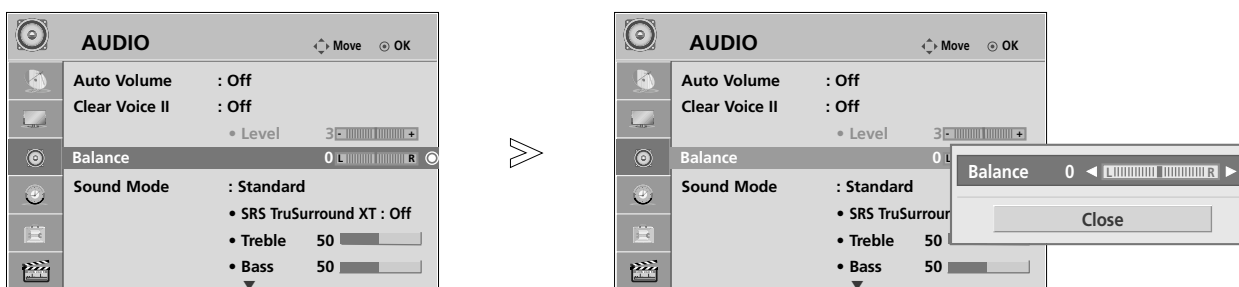 AUDIO Move OK
Auto Volume : Off
Clear Voice II : Off
• Level 3 - +
Balance 0 L R
Sound Mode : Standard
• SRS TruSurround XT : Off
• Treble 50
• Bass 50
>
AUDIO Move OK
Auto Volume : Off
Clear Voice II : Off
• Level 3 - +
Balance 0 L
Sound Mode : Standard
• SRS TruSurroun
• Treble 50
• Bass 50
Balance 0 ◄ L R ►
Close